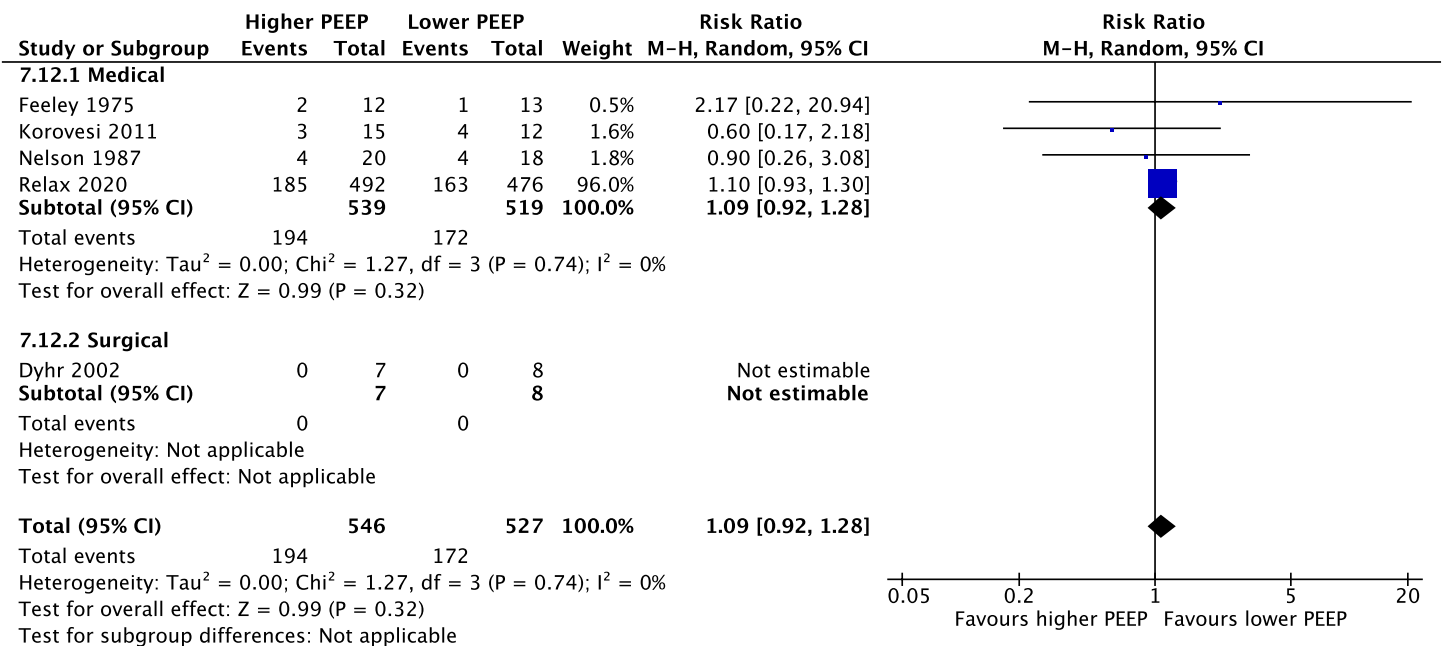 Higher PEEP Lower PEEP Risk Ratio Risk Ratio
Study or Subgroup Events Total Events Total Weight M-H, Random, 95% CI M-H, Random, 95% CI
7.12.1 Medical
Feeley 1975 2 12 1 13 0.5% 2.17 [0.22, 20.94]
Korovesi 2011 3 15 4 12 1.6% 0.60 [0.17, 2.18]
Nelson 1987 4 20 4 18 1.8% 0.90 [0.26, 3.08]
Relax 2020 185 492 163 476 96.0% 1.10 [0.93, 1.30]
Subtotal (95% CI) 539 519 100.0% 1.09 [0.92, 1.28]
Total events 194 172
Heterogeneity: Tau² = 0.00; Chi² = 1.27, df = 3 (P = 0.74); I² = 0%
Test for overall effect: Z = 0.99 (P = 0.32)
7.12.2 Surgical
Dyhr 2002 0 7 0 8 Not estimable
Subtotal (95% CI) 7 8 Not estimable
Total events 0 0
Heterogeneity: Not applicable
Test for overall effect: Not applicable
Total (95% CI) 546 527 100.0% 1.09 [0.92, 1.28]
Total events 194 172
Heterogeneity: Tau² = 0.00; Chi² = 1.27, df = 3 (P = 0.74); I² = 0%
Test for overall effect: Z = 0.99 (P = 0.32)
Test for subgroup differences: Not applicable
0.05 0.2 1 5 20
Favours higher PEEP Favours lower PEEP